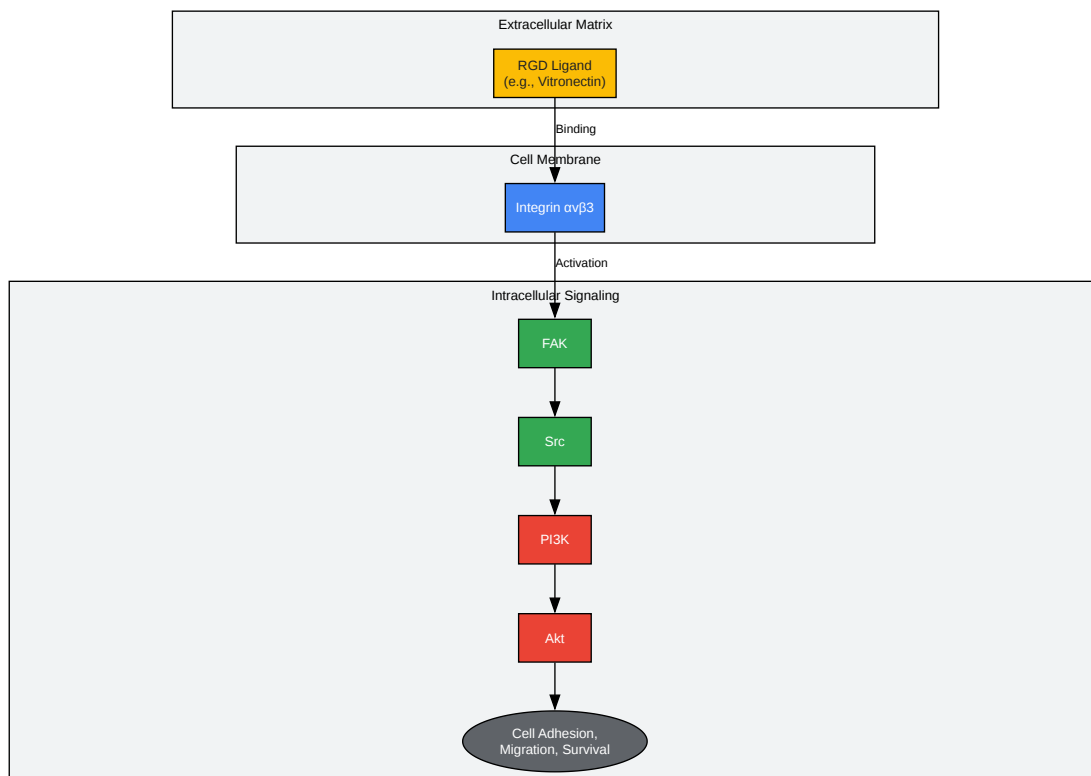 Extracellular Matrix
RGD Ligand
(e.g., Vitronectin)
Binding
Cell Membrane
Integrin αvβ3
Activation
Intracellular Signaling
FAK
Src
PI3K
Akt
Cell Adhesion,
Migration, Survival